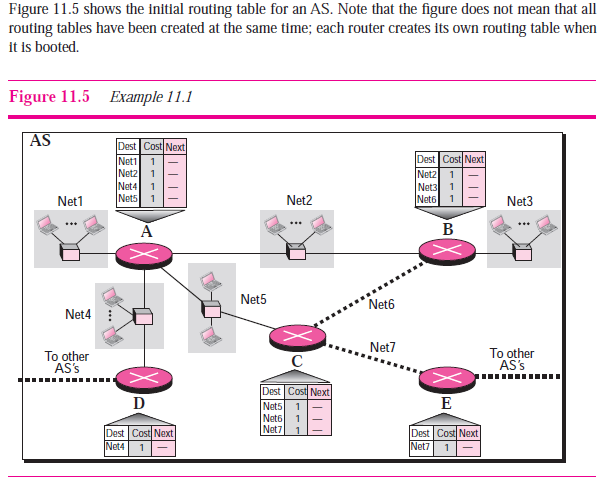 Figure 11.5 shows the initial routing table for an AS. Note that the figure does not mean that all
routing tables have been created at the same time; each router creates its own routing table when
it is booted.
Figure 11.5 Example 11.1
AS
Dest Cost Next
Net1 1 —
Net2 1 —
Net4 1 —
Net5 1 —
A
Dest Cost Next
Net2 1 —
Net3 1 —
Net6 1 —
B
Net1
Net2
Net3
Net4
Net5
Net6
Net7
To other
AS's
To other
AS's
C
Dest Cost Next
Net5 1 —
Net6 1 —
Net7 1 —
D
Dest Cost Next
Net4 1 —
E
Dest Cost Next
Net7 1 —